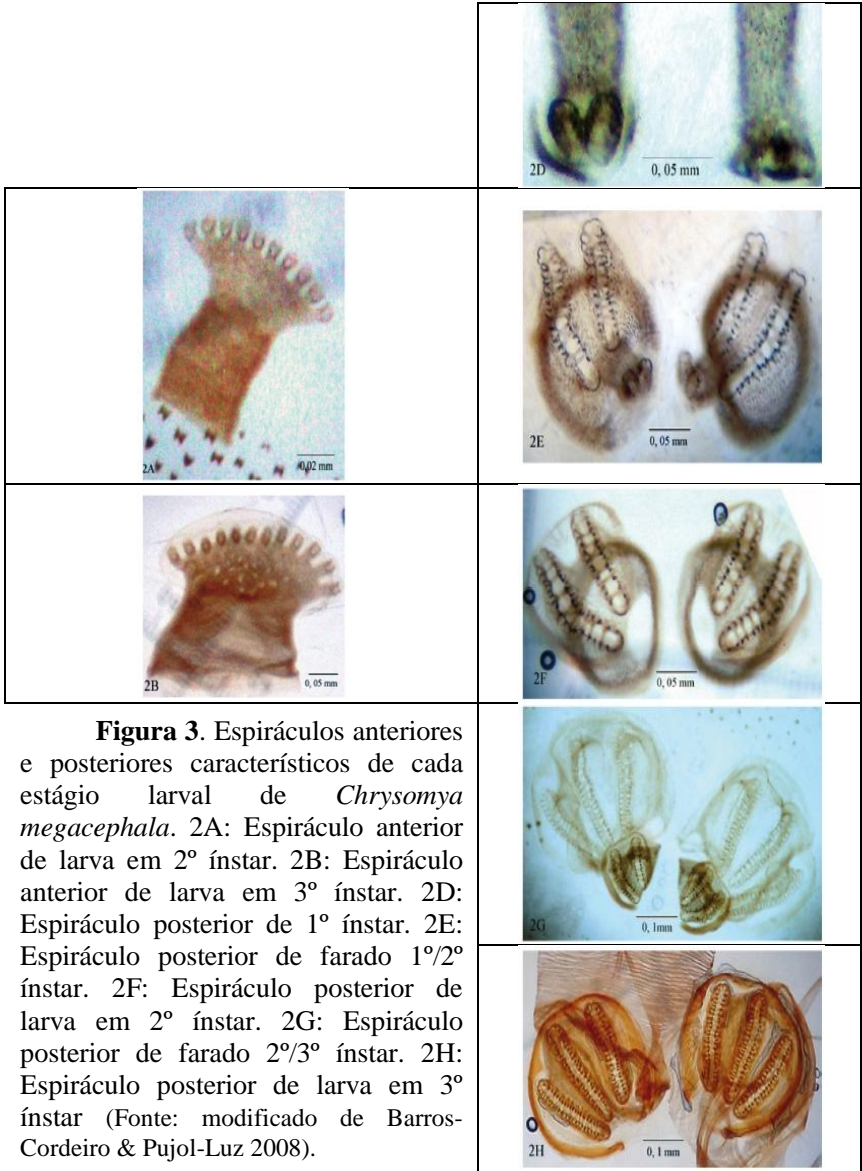 2D 0, 05 mm
2A 0,02 mm
2E 0, 05 mm
2B 0, 05 mm
2F 0, 05 mm
Figura 3. Espiráculos anteriores
e posteriores característicos de cada
estágio larval de Chrysomya
megacephala. 2A: Espiráculo anterior
de larva em 2º ínstar. 2B: Espiráculo
anterior de larva em 3º ínstar. 2D:
Espiráculo posterior de 1º ínstar. 2E:
Espiráculo posterior de farado 1º/2º
ínstar. 2F: Espiráculo posterior de
larva em 2º ínstar. 2G: Espiráculo
posterior de farado 2º/3º ínstar. 2H:
Espiráculo posterior de larva em 3º
ínstar (Fonte: modificado de Barros-
Cordeiro & Pujol-Luz 2008).
2G 0, 1mm
2H 0, 1 mm